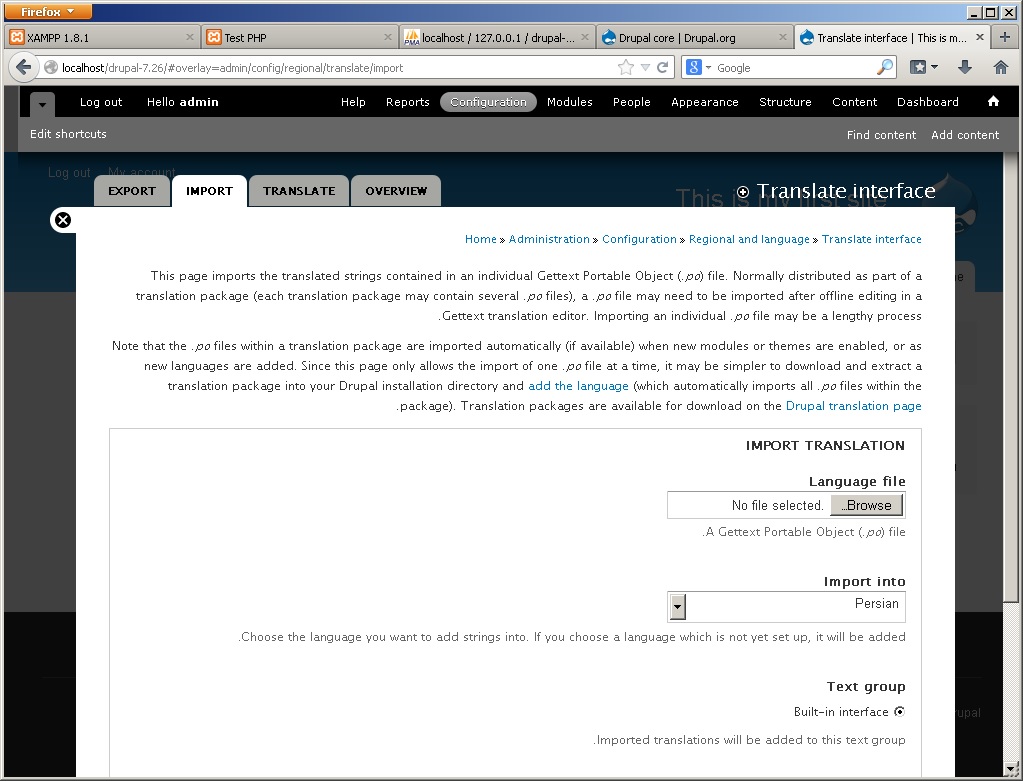 Firefox
XAMPP 1.8.1
Test PHP
localhost / 127.0.0.1 / drupal-...
Drupal core | Drupal.org
Translate interface | This is m...
localhost/drupal-7.26/#overlay=admin/config/regional/translate/import
Google
Log out Hello admin Help Reports Configuration Modules People Appearance Structure Content Dashboard
Edit shortcuts Find content Add content
Log out My account
This is my first site
EXPORT IMPORT TRANSLATE OVERVIEW Translate interface
Home » Administration » Configuration » Regional and language » Translate interface
This page imports the translated strings contained in an individual Gettext Portable Object (.po) file. Normally distributed as part of a
translation package (each translation package may contain several .po files), a .po file may need to be imported after offline editing in a
.Gettext translation editor. Importing an individual .po file may be a lengthy process
Note that the .po files within a translation package are imported automatically (if available) when new modules or themes are enabled, or as
new languages are added. Since this page only allows the import of one .po file at a time, it may be simpler to download and extract a
translation package into your Drupal installation directory and add the language (which automatically imports all .po files within the
.package). Translation packages are available for download on the Drupal translation page
IMPORT TRANSLATION
Language file
No file selected. ...Browse
.A Gettext Portable Object (.po) file
Import into
Persian
.Choose the language you want to add strings into. If you choose a language which is not yet set up, it will be added
Text group
Built-in interface
.Imported translations will be added to this text group